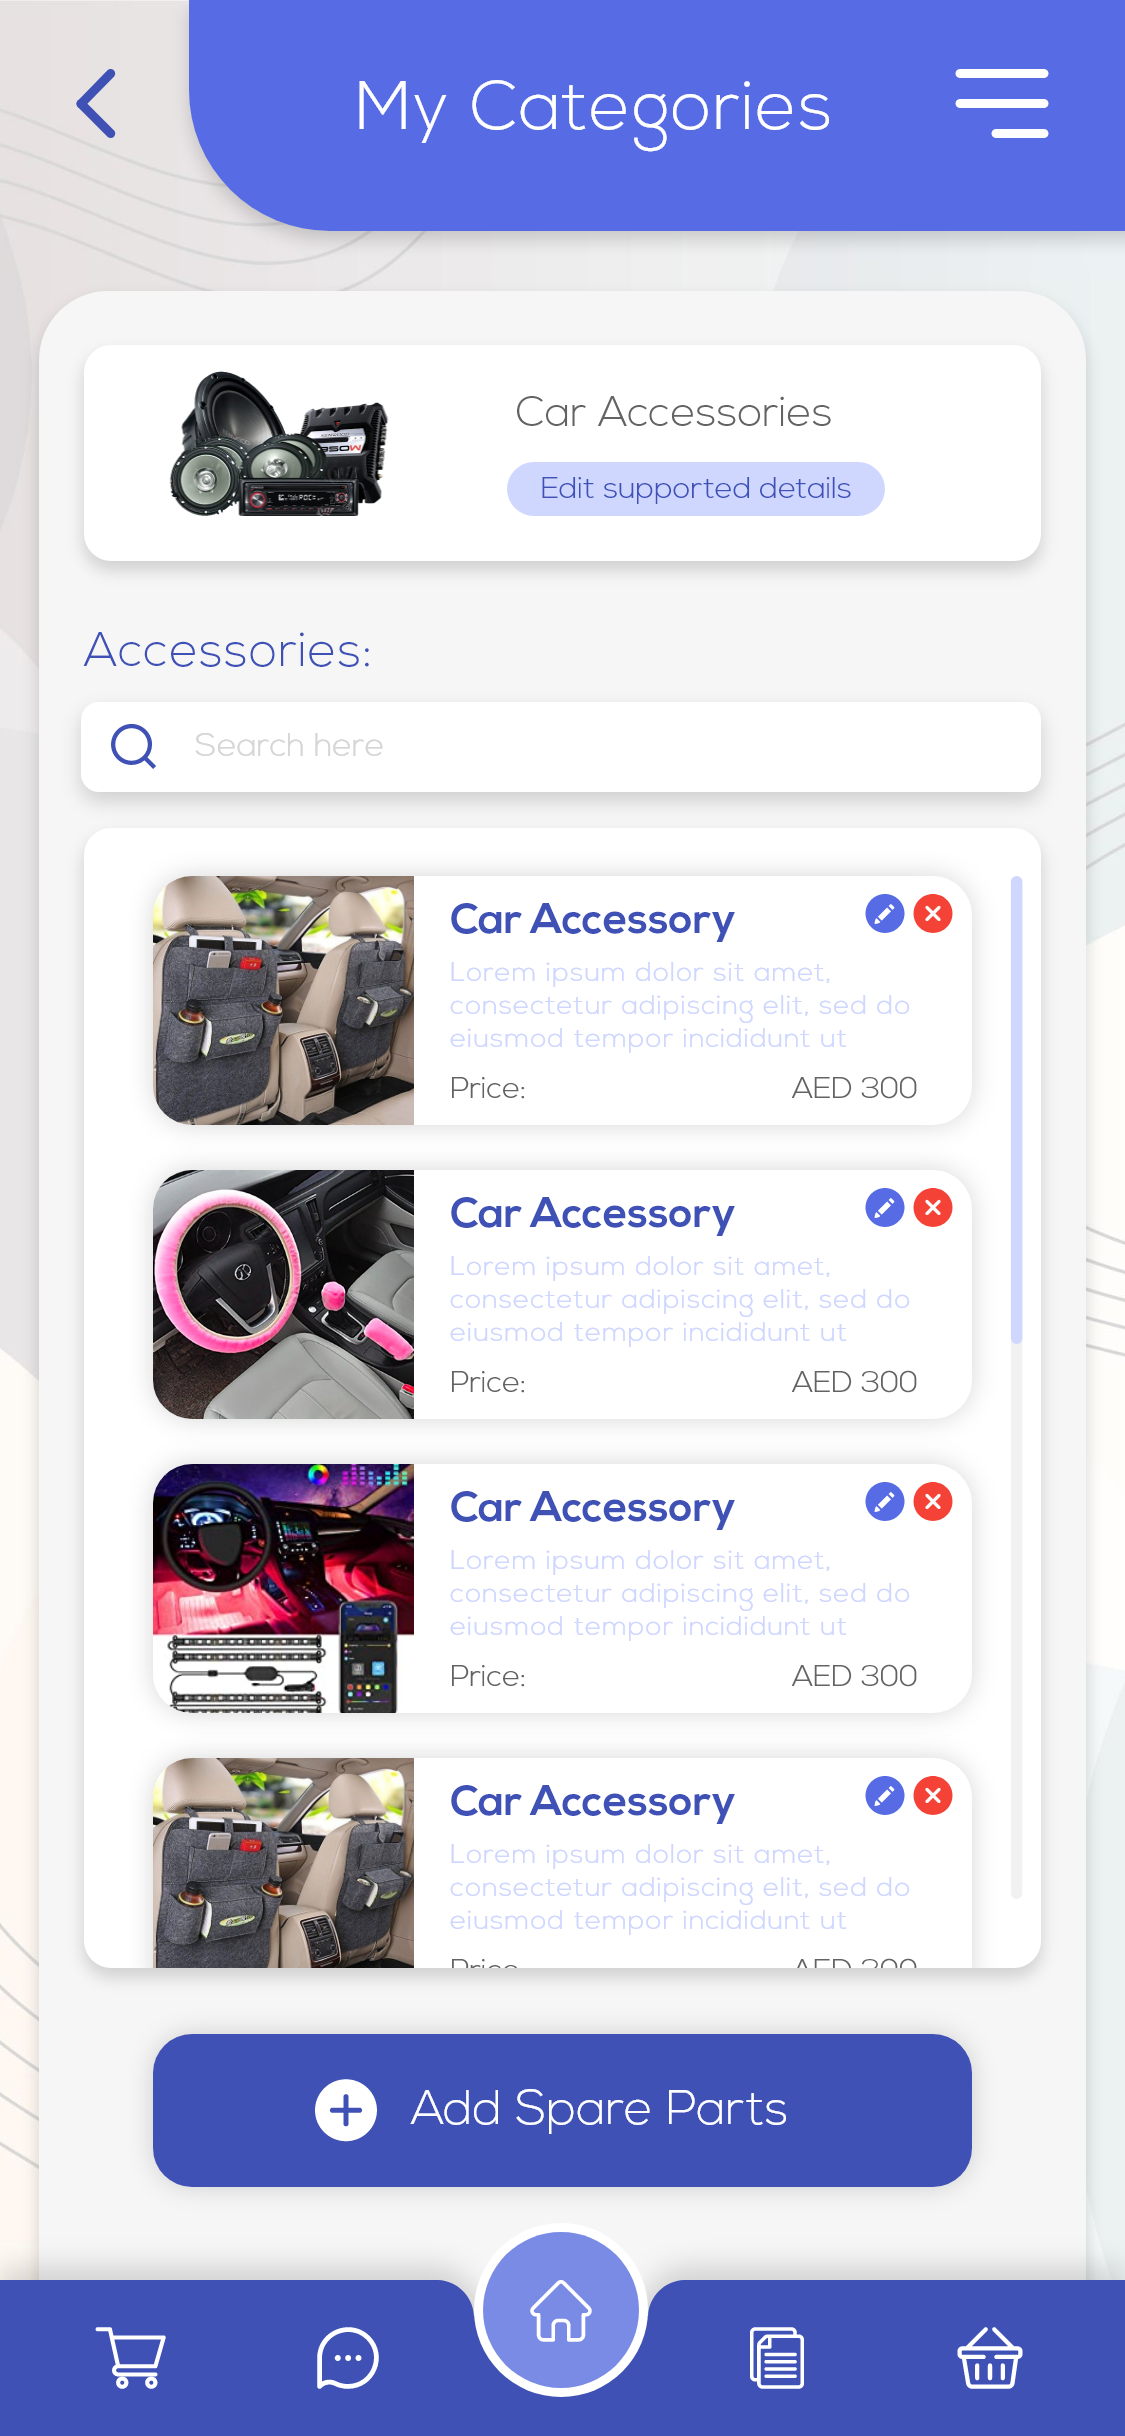 My Categories
Car Accessories
Edit supported details
Accessories:
Search here
Car Accessory
Lorem ipsum dolor sit amet,
consectetur adipiscing elit, sed do
eiusmod tempor incididunt ut
Price: AED 300
Car Accessory
Lorem ipsum dolor sit amet,
consectetur adipiscing elit, sed do
eiusmod tempor incididunt ut
Price: AED 300
Car Accessory
Lorem ipsum dolor sit amet,
consectetur adipiscing elit, sed do
eiusmod tempor incididunt ut
Price: AED 300
Car Accessory
Lorem ipsum dolor sit amet,
consectetur adipiscing elit, sed do
eiusmod tempor incididunt ut
Price: AED 300
Add Spare Parts